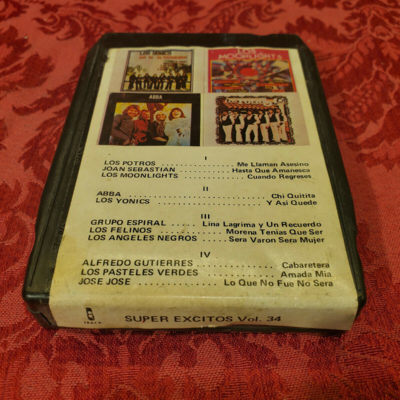 LOS YONICS
LOS
MOONLIGHTS
ABBA
I
LOS POTROS ............... Me Llaman Asesino
JOAN SEBASTIAN ............ Hasta Que Amanesca
LOS MOONLIGHTS ............ Cuando Regreses
II
ABBA ............ Chi Quitita
LOS YONICS ............ Y Asi Quede
III
GRUPO ESPIRAL ..... Lina Lagrima y Un Recuerdo
LOS FELINOS ........ Morena Tenias Que Ser
LOS ANGELES NEGROS ..... Sera Varon Sera Mujer
IV
ALFREDO GUTIERRES ............ Cabaretera
LOS PASTELES VERDES ............ Amada Mia
JOSE JOSE ............ Lo Que No Fue No Sera
SUPER EXCITOS Vol. 34